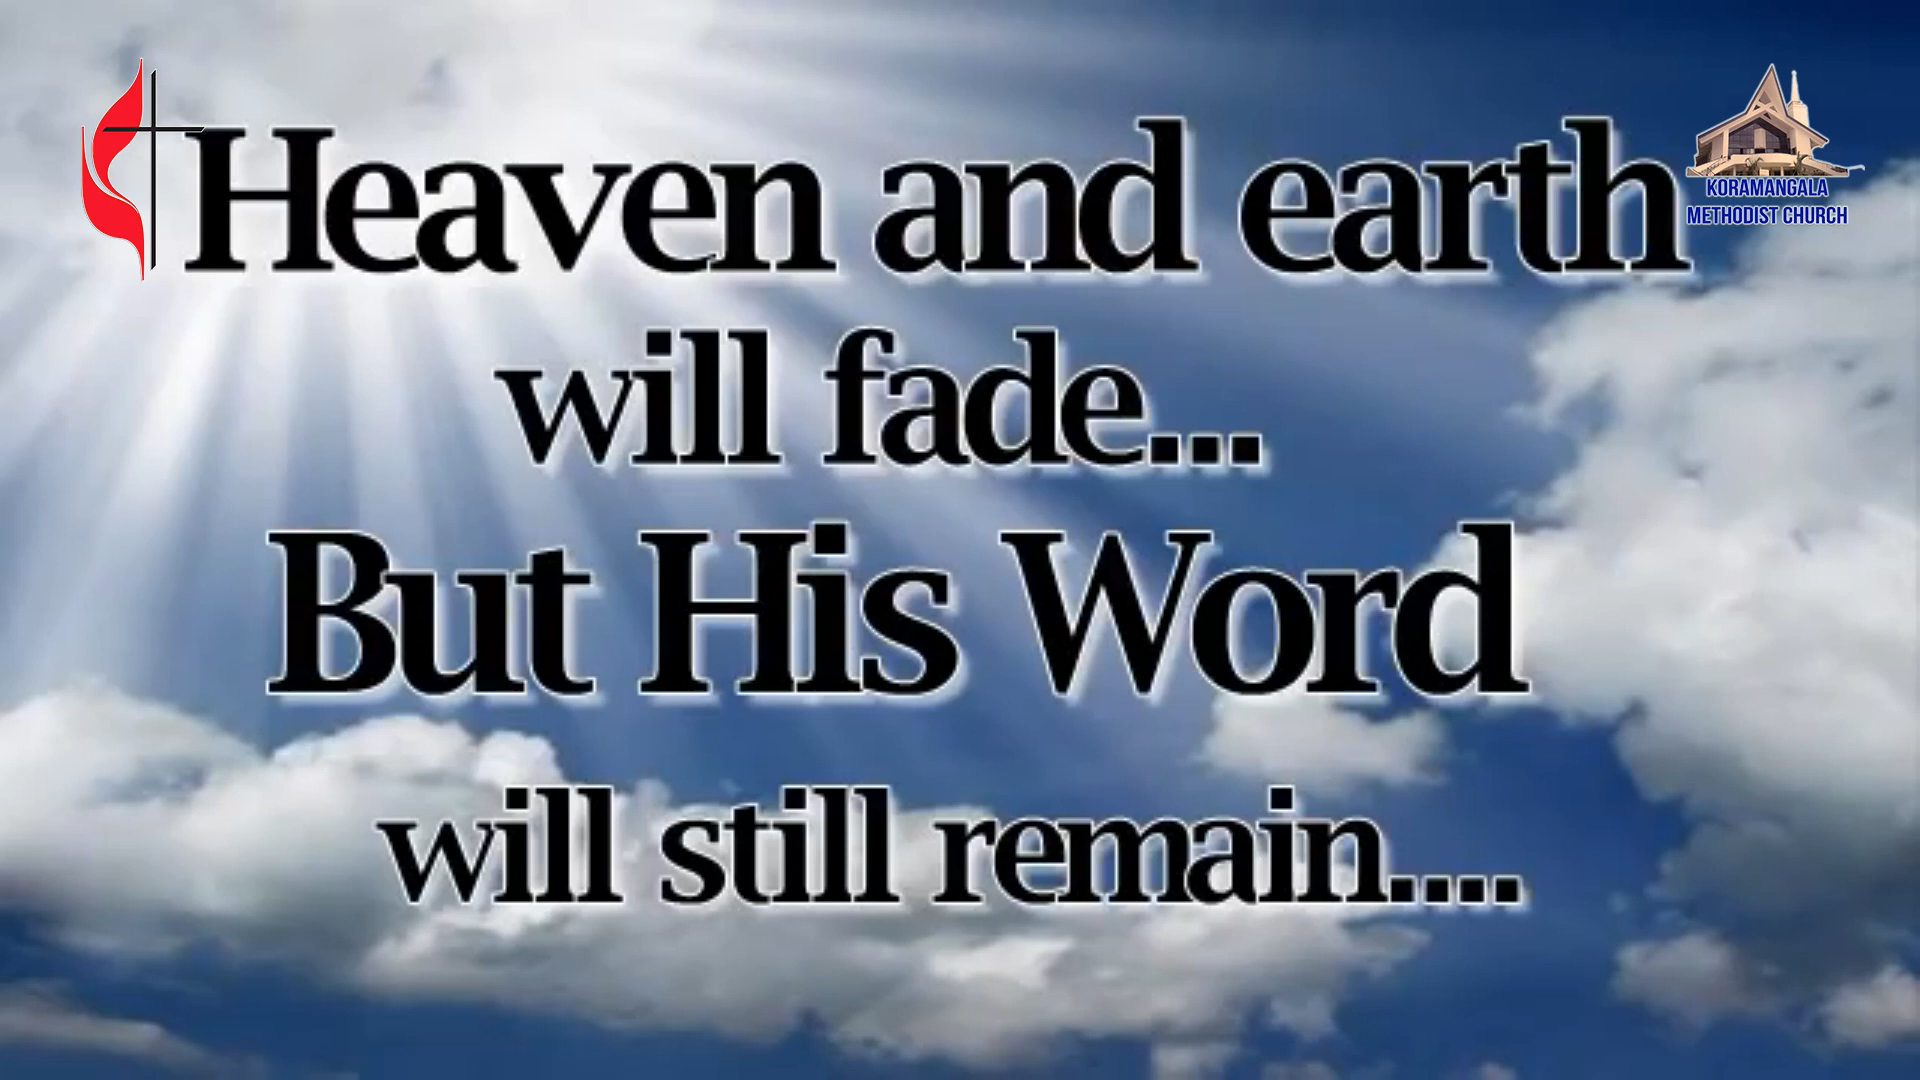 Heaven and earth
KORAMANGALA
METHODIST CHURCH
will fade...
But His Word
will still remain....